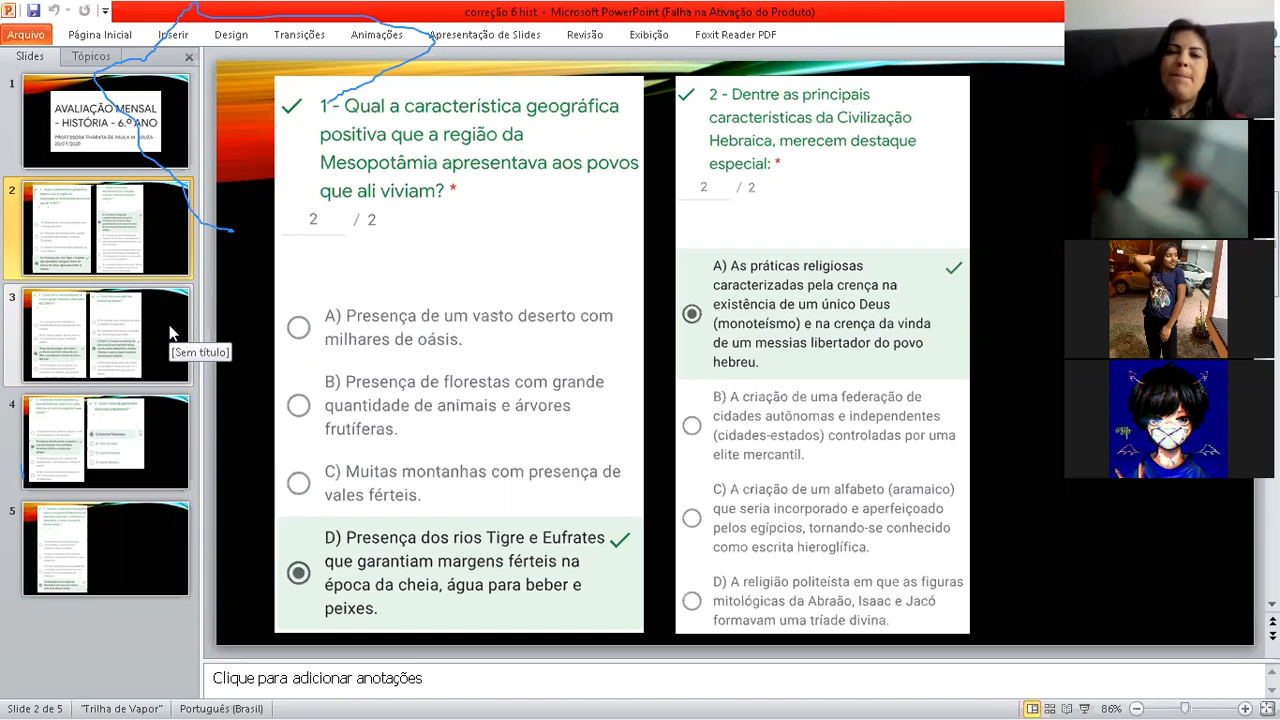 correção 6 hist - Microsoft PowerPoint (Falha na Ativação do Produto)
Arquivo
Página Inicial
Inserir
Design
Transições
Animações
Apresentação de Slides
Revisão
Exibição
Foxit Reader PDF
Slides
Tópicos
1
AVALIAÇÃO MENSAL
- HISTÓRIA - 6.º ANO
2
3
[Sem título]
4
5
1 - Qual a característica geográfica
positiva que a região da
Mesopotâmia apresentava aos povos
que ali viviam? *
2 / 2
A) Presença de um vasto deserto com
milhares de oásis.
B) Presença de florestas com grande
quantidade de animais e árvores
frutíferas.
C) Muitas montanhas com presença de
vales férteis.
D) Presença dos rios Tigre e Eufrates
que garantiam margens férteis na
época da cheia, água para beber e
peixes.
2 - Dentre as principais
características da Civilização
Hebraica, merecem destaque
especial: *
2 / 2
A) As práticas religiosas
caracterizadas pela crença na
existência de um único Deus
(monoteísmo) e na crença da vinda
de um messias libertador do povo
hebreu.
B) A criação de uma federação de
cidades autônomas e independentes
(cidades-estados) controladas por uma
elite mercantil.
C) A criação de um alfabeto (aramaico)
que seria incorporado e aperfeiçoado
pelos egípcios, tornando-se conhecido
como escrita hieroglífica.
D) A religião politeísta em que as figuras
mitológicas da Abraão, Isaac e Jacó
formavam uma tríade divina.
Clique para adicionar anotações
Slide 2 de 5
"Trilha de Vapor"
Português (Brasil)
86%